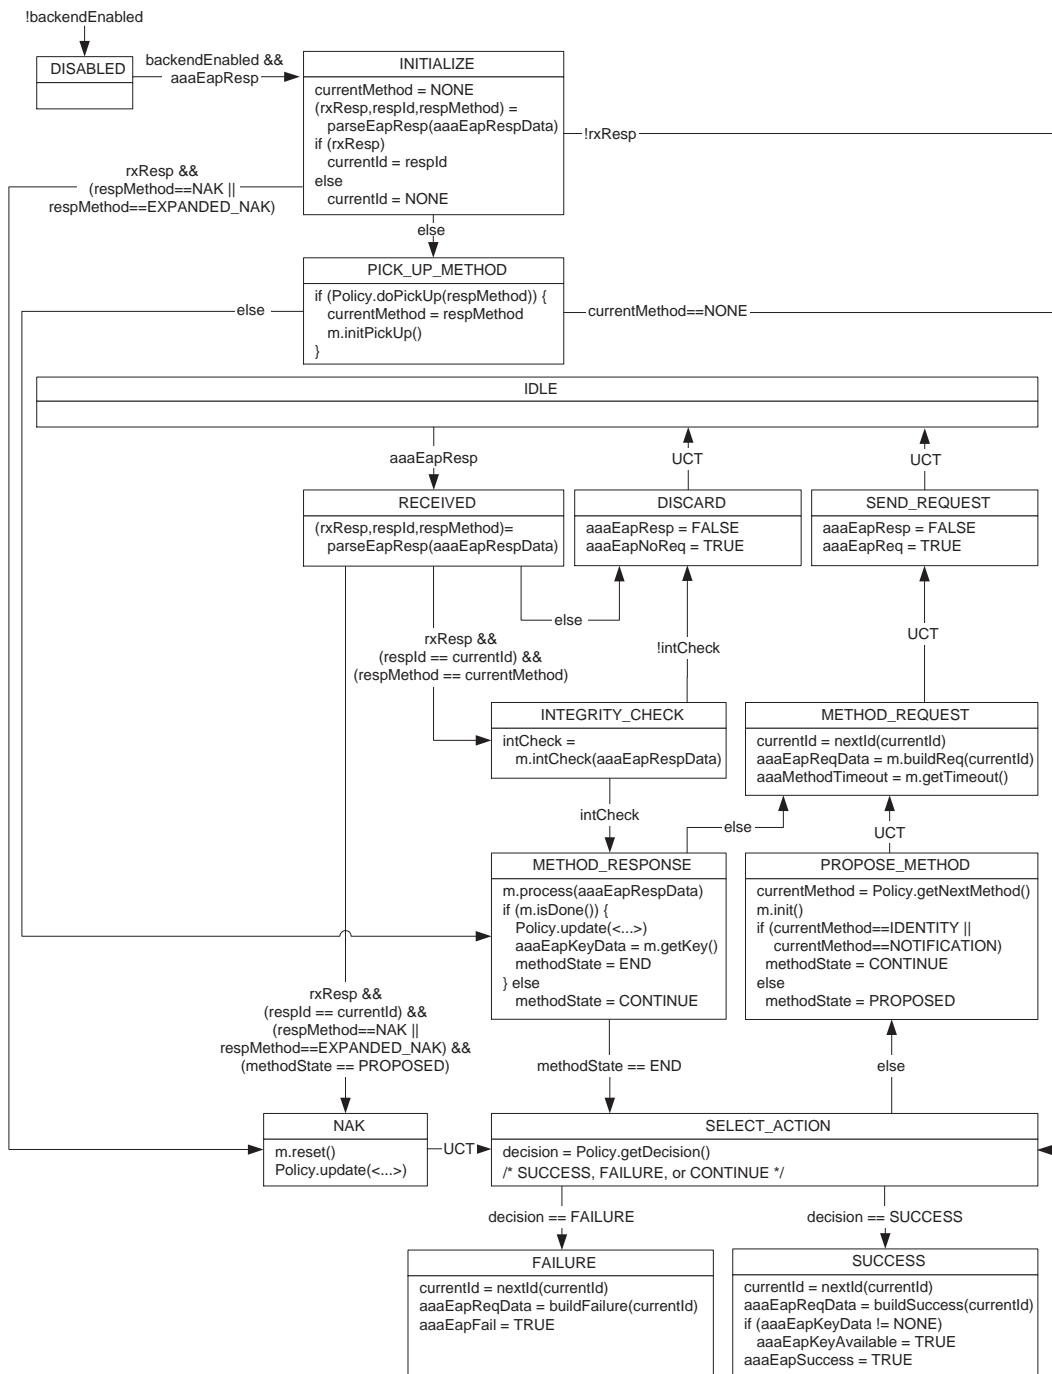 !backendEnabled
DISABLED
backendEnabled &&
aaaEapResp
INITIALIZE
currentMethod = NONE
(rxResp,respId,respMethod) =
parseEapResp(aaaEapRespData)
if (rxResp)
currentId = respId
else
currentId = NONE
!rxResp
rxResp &&
(respMethod==NAK ||
respMethod==EXPANDED_NAK)
else
PICK_UP_METHOD
if (Policy.doPickUp(respMethod)) {
currentMethod = respMethod
m.initPickUp()
}
else
currentMethod==NONE
IDLE
aaaEapResp
UCT
UCT
RECEIVED
(rxResp,respId,respMethod)=
parseEapResp(aaaEapRespData)
DISCARD
aaaEapResp = FALSE
aaaEapNoReq = TRUE
SEND_REQUEST
aaaEapResp = FALSE
aaaEapReq = TRUE
else
rxResp &&
(respId == currentId) &&
(respMethod == currentMethod)
!intCheck
UCT
INTEGRITY_CHECK
intCheck =
m.intCheck(aaaEapRespData)
METHOD_REQUEST
currentId = nextId(currentId)
aaaEapReqData = m.buildReq(currentId)
aaaMethodTimeout = m.getTimeout()
intCheck
else
UCT
METHOD_RESPONSE
m.process(aaaEapRespData)
if (m.isDone()) {
Policy.update(<...>)
aaaEapKeyData = m.getKey()
methodState = END
} else
methodState = CONTINUE
PROPOSE_METHOD
currentMethod = Policy.getNextMethod()
m.init()
if (currentMethod==IDENTITY ||
currentMethod==NOTIFICATION)
methodState = CONTINUE
else
methodState = PROPOSED
rxResp &&
(respId == currentId) &&
(respMethod==NAK ||
respMethod==EXPANDED_NAK) &&
(methodState == PROPOSED)
methodState == END
else
NAK
m.reset()
Policy.update(<...>)
UCT
SELECT_ACTION
decision = Policy.getDecision()
/* SUCCESS, FAILURE, or CONTINUE */
decision == FAILURE
decision == SUCCESS
FAILURE
currentId = nextId(currentId)
aaaEapReqData = buildFailure(currentId)
aaaEapFail = TRUE
SUCCESS
currentId = nextId(currentId)
aaaEapReqData = buildSuccess(currentId)
if (aaaEapKeyData != NONE)
aaaEapKeyAvailable = TRUE
aaaEapSuccess = TRUE